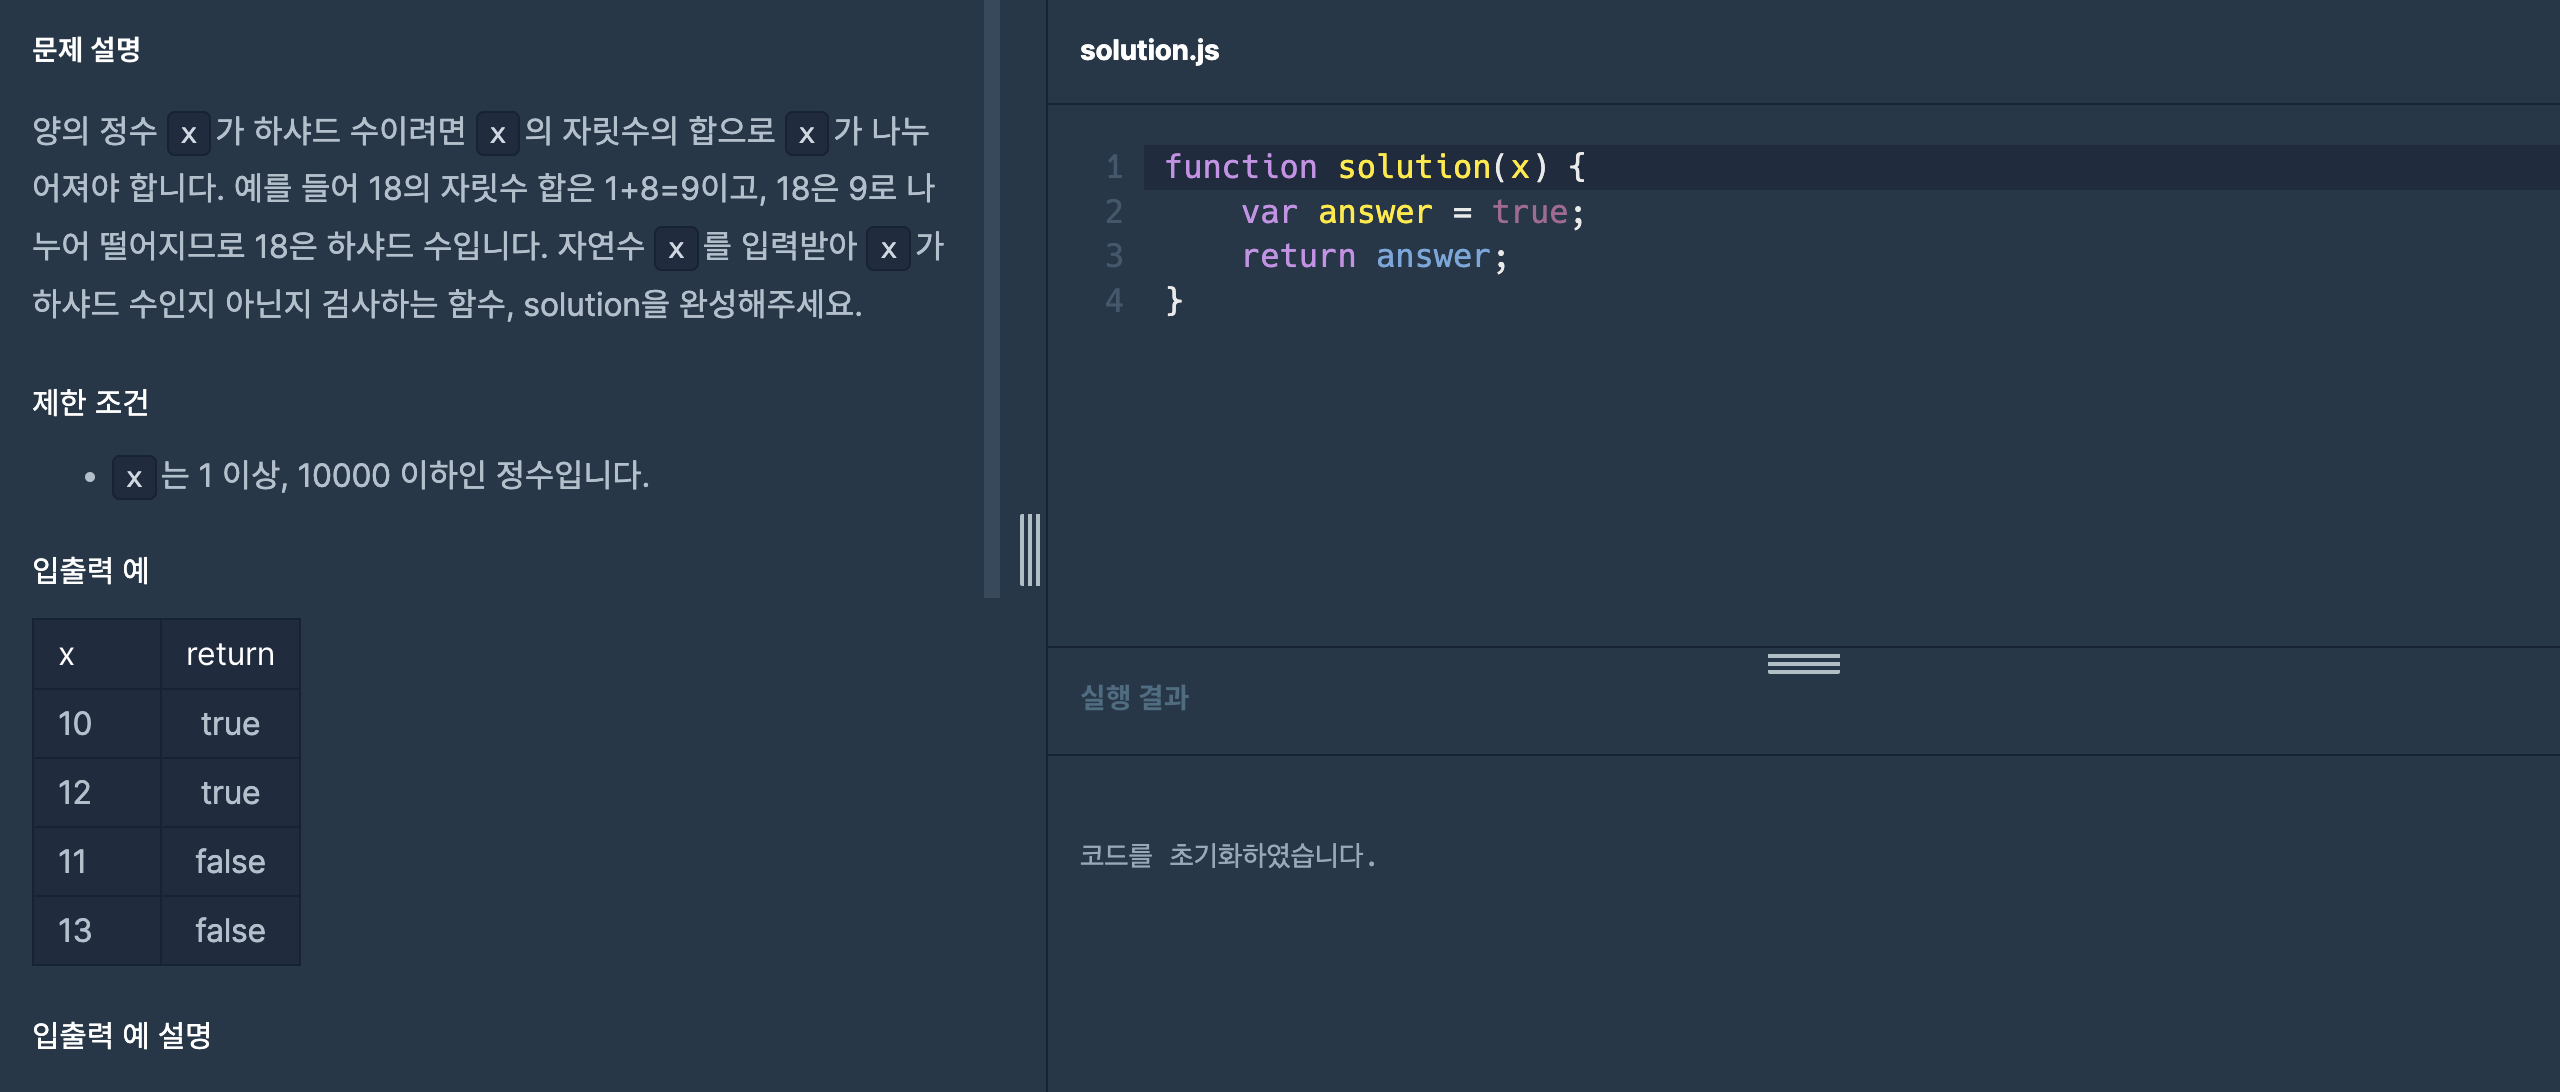 문제 설명
양의 정수 x 가 하샤드 수이려면 x 의 자릿수의 합으로 x 가 나누
어져야 합니다. 예를 들어 18의 자릿수 합은 1+8=9이고, 18은 9로 나
누어 떨어지므로 18은 하샤드 수입니다. 자연수 x 를 입력받아 x 가
하샤드 수인지 아닌지 검사하는 함수, solution을 완성해주세요.
제한 조건
• x 는 1 이상, 10000 이하인 정수입니다.
입출력 예
x return
10 true
12 true
11 false
13 false
입출력 예 설명
solution.js
1 function solution(x) {
2     var answer = true;
3     return answer;
4 }
실행 결과
코드를 초기화하였습니다.